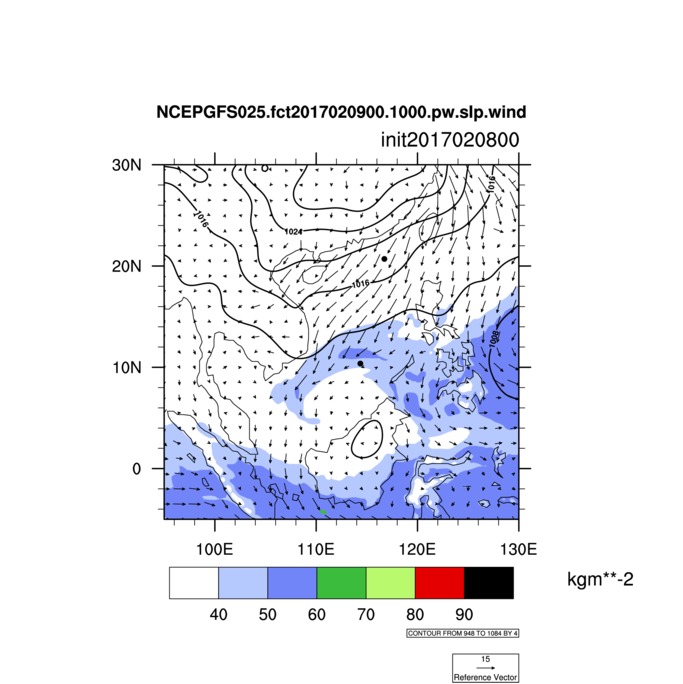 NCEPGFS025.fct2017020900.1000.pw.slp.wind
init2017020800
30N
20N
10N
0
1016
1016
1024
1016
1008
100E 110E 120E 130E
40 50 60 70 80 90
kgm**-2
CONTOUR FROM 948 TO 1084 BY 4
15
Reference Vector